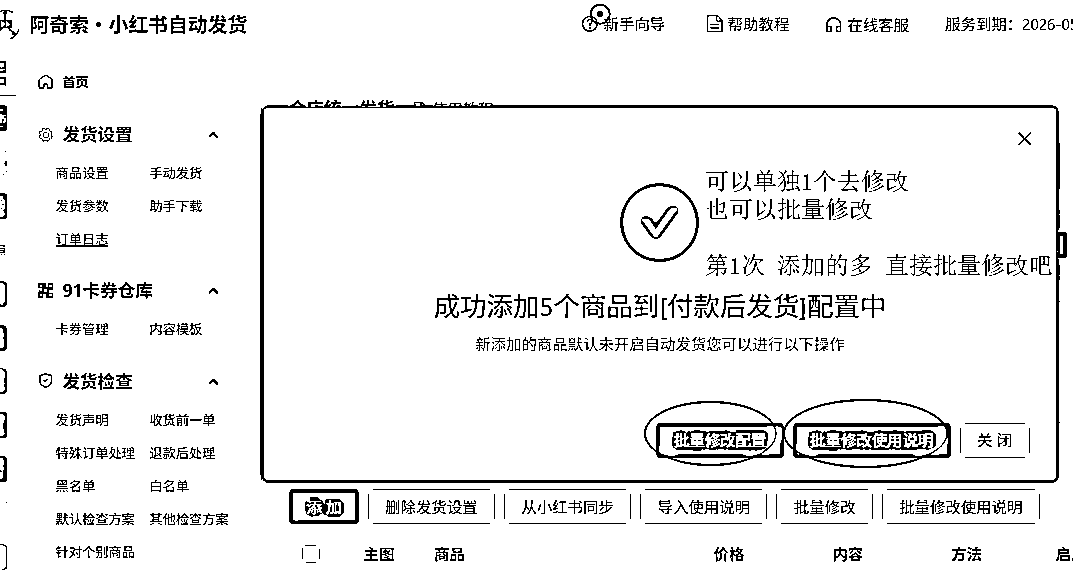 阿奇索·小红书自动发货
新手向导 帮助教程 在线客服 服务到期：2026-05
首页
发货设置
商品设置 手动发货
发货参数 助手下载
订单日志
91卡券仓库
卡券管理 内容模板
发货检查
发货声明 收货前一单
特殊订单处理 退款后处理
黑名单 白名单
默认检查方案 其他检查方案
针对个别商品
使用教程
可以单独1个去修改
也可以批量修改
第1次 添加的多 直接批量修改吧
成功添加5个商品到[付款后发货]配置中
新添加的商品默认未开启自动发货您可以进行以下操作
批量修改配置 批量修改使用说明 关闭
添加 删除发货设置 从小红书同步 导入使用说明 批量修改 批量修改使用说明
主图 商品 价格 内容 方法